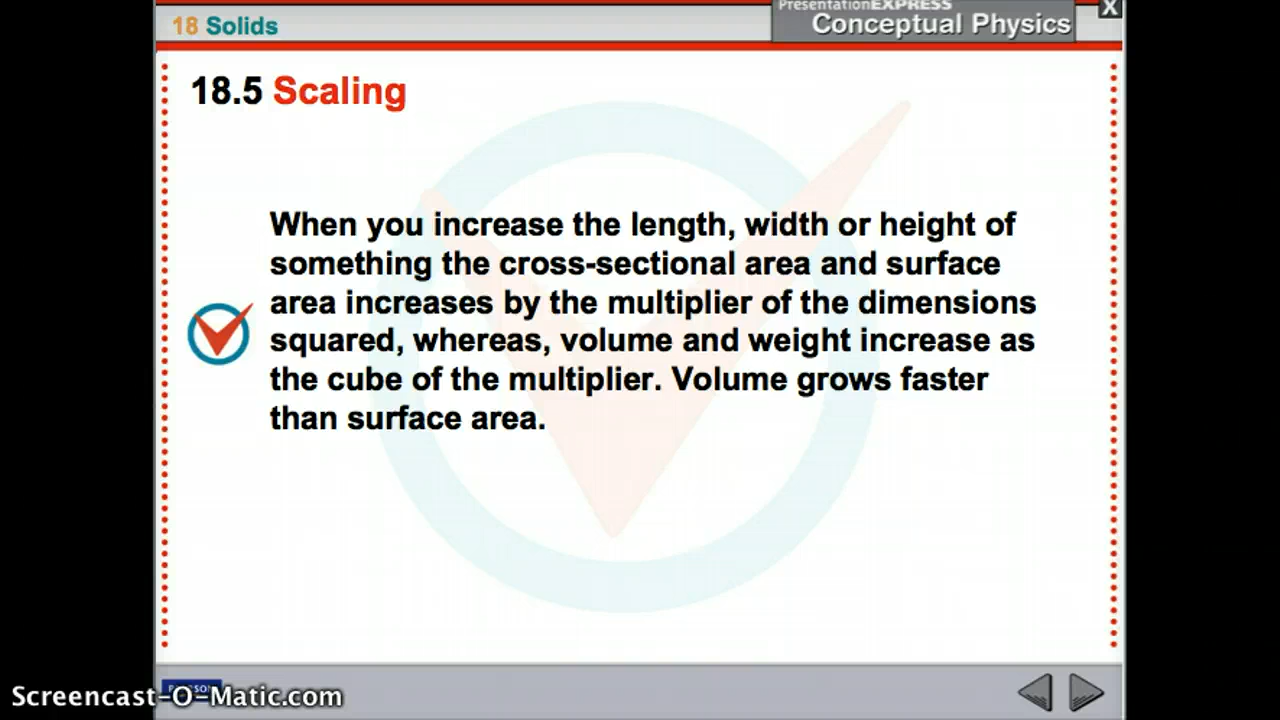 PresentationEXPRESS
X
18 Solids
Conceptual Physics
18.5 Scaling
When you increase the length, width or height of
something the cross-sectional area and surface
area increases by the multiplier of the dimensions
squared, whereas, volume and weight increase as
the cube of the multiplier. Volume grows faster
than surface area.
Screencast-O-Matic.com